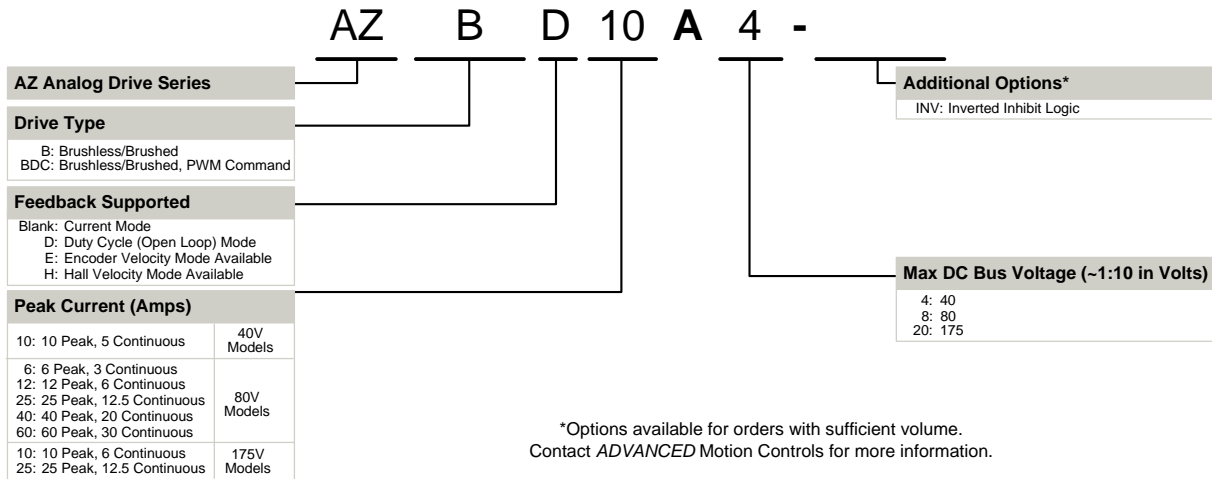 AZ B D 10 A 4 -
AZ Analog Drive Series
Drive Type
B: Brushless/Brushed
BDC: Brushless/Brushed, PWM Command
Feedback Supported
Blank: Current Mode
D: Duty Cycle (Open Loop) Mode
E: Encoder Velocity Mode Available
H: Hall Velocity Mode Available
Peak Current (Amps)
10: 10 Peak, 5 Continuous
40V
Models
6: 6 Peak, 3 Continuous
12: 12 Peak, 6 Continuous
25: 25 Peak, 12.5 Continuous
40: 40 Peak, 20 Continuous
60: 60 Peak, 30 Continuous
80V
Models
10: 10 Peak, 6 Continuous
25: 25 Peak, 12.5 Continuous
175V
Models
Additional Options*
INV: Inverted Inhibit Logic
Max DC Bus Voltage (~1:10 in Volts)
4: 40
8: 80
20: 175
*Options available for orders with sufficient volume.
Contact ADVANCED Motion Controls for more information.